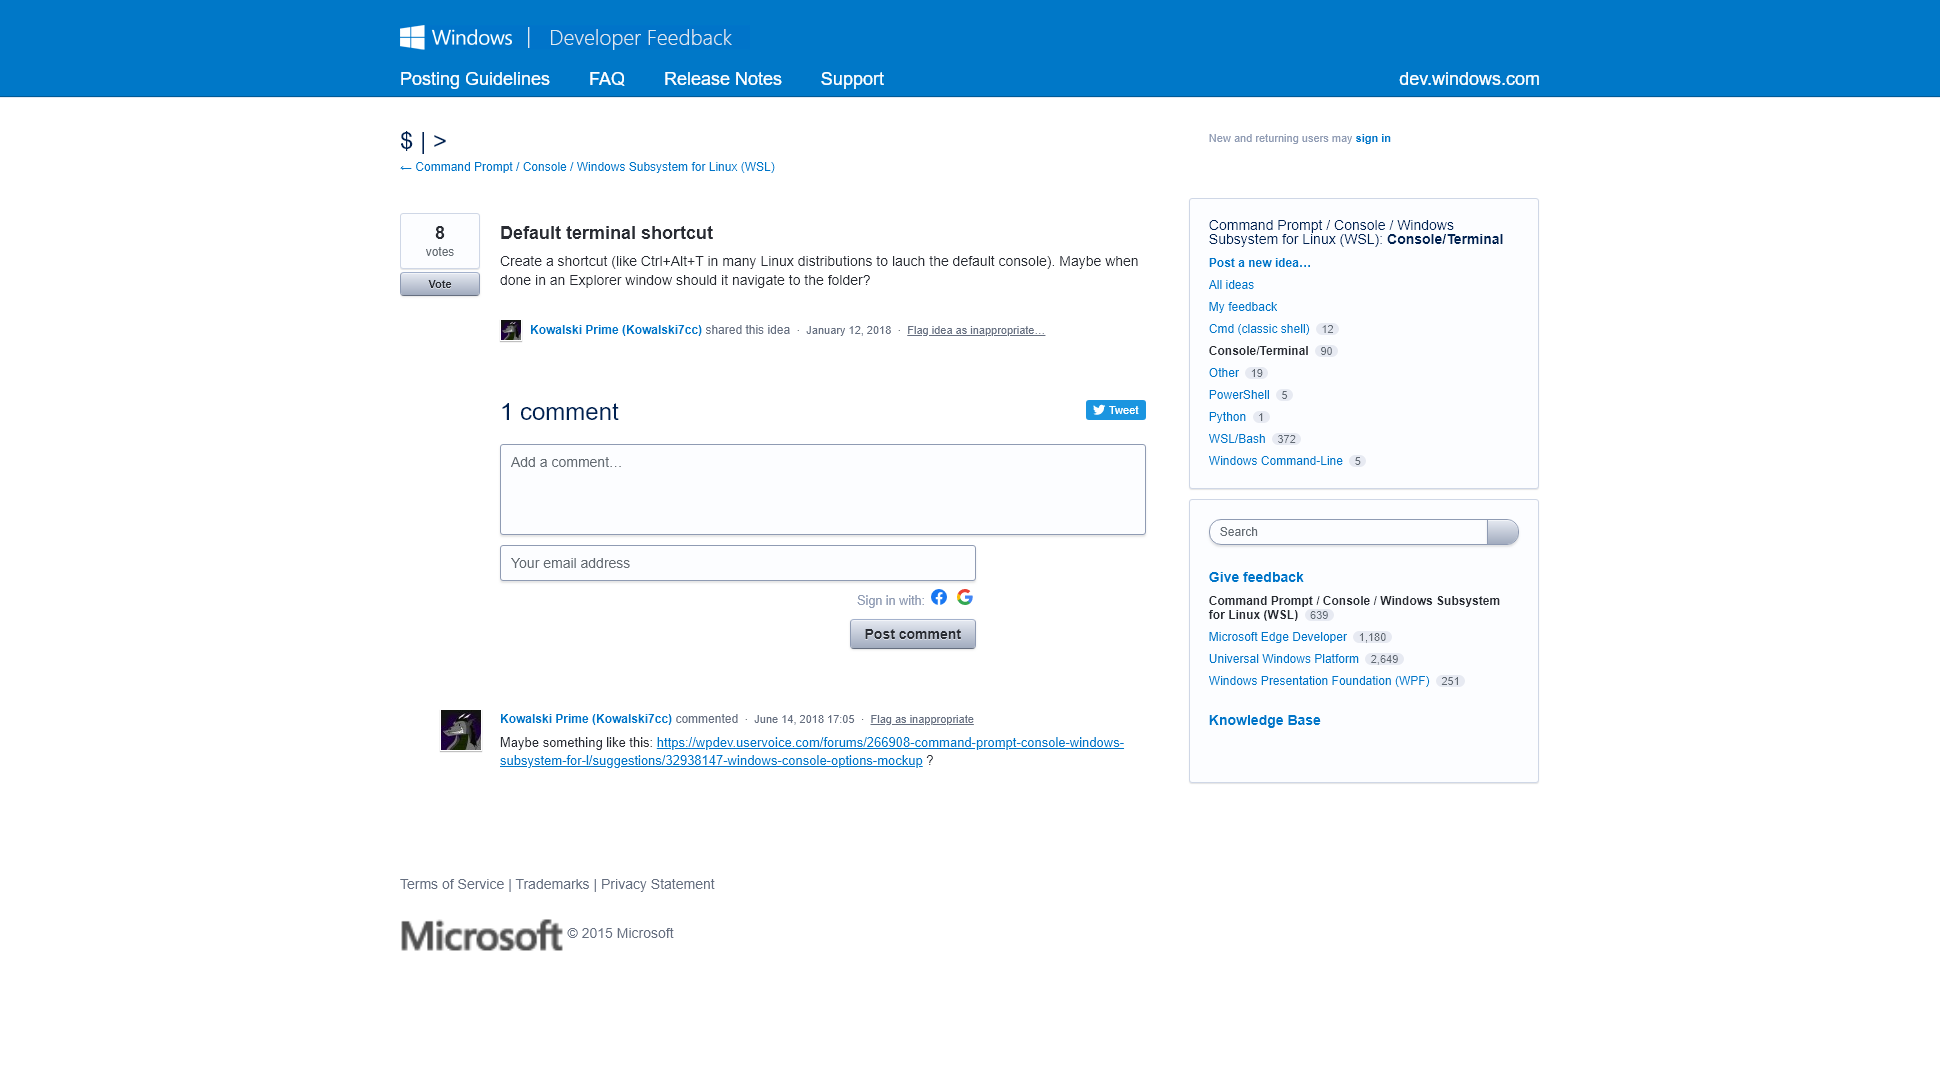 Windows | Developer Feedback
Posting Guidelines FAQ Release Notes Support dev.windows.com
$ | >
← Command Prompt / Console / Windows Subsystem for Linux (WSL)
New and returning users may sign in
8
votes
Vote
Default terminal shortcut
Create a shortcut (like Ctrl+Alt+T in many Linux distributions to lauch the default console). Maybe when
done in an Explorer window should it navigate to the folder?
Kowalski Prime (Kowalski7cc) shared this idea · January 12, 2018 · Flag idea as inappropriate…
1 comment
Tweet
Add a comment…
Your email address
Sign in with:
Post comment
Kowalski Prime (Kowalski7cc) commented · June 14, 2018 17:05 · Flag as inappropriate
Maybe something like this: https://wpdev.uservoice.com/forums/266908-command-prompt-console-windows-
subsystem-for-l/suggestions/32938147-windows-console-options-mockup ?
Command Prompt / Console / Windows
Subsystem for Linux (WSL): Console/Terminal
Post a new idea…
All ideas
My feedback
Cmd (classic shell) 12
Console/Terminal 90
Other 19
PowerShell 5
Python 1
WSL/Bash 372
Windows Command-Line 5
Search
Give feedback
Command Prompt / Console / Windows Subsystem
for Linux (WSL) 639
Microsoft Edge Developer 1,180
Universal Windows Platform 2,649
Windows Presentation Foundation (WPF) 251
Knowledge Base
Terms of Service | Trademarks | Privacy Statement
Microsoft © 2015 Microsoft